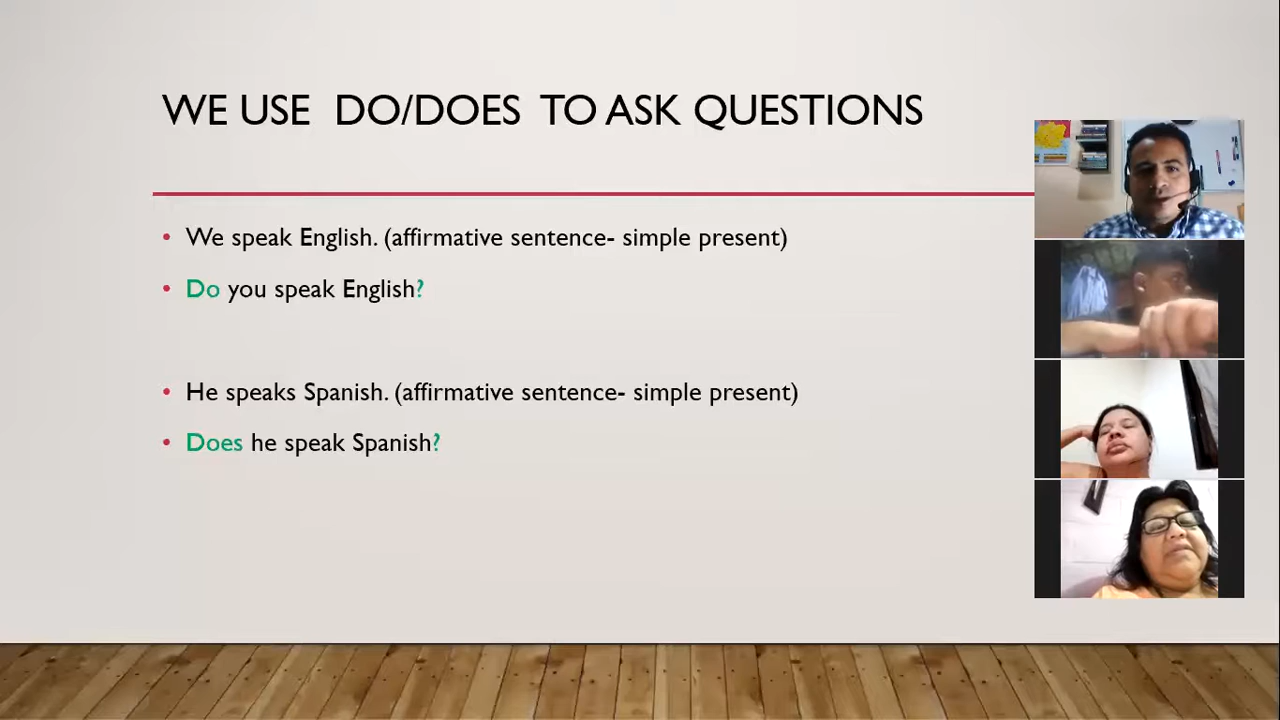 WE USE DO/DOES TO ASK QUESTIONS
We speak English. (affirmative sentence- simple present)
Do you speak English?
He speaks Spanish. (affirmative sentence- simple present)
Does he speak Spanish?